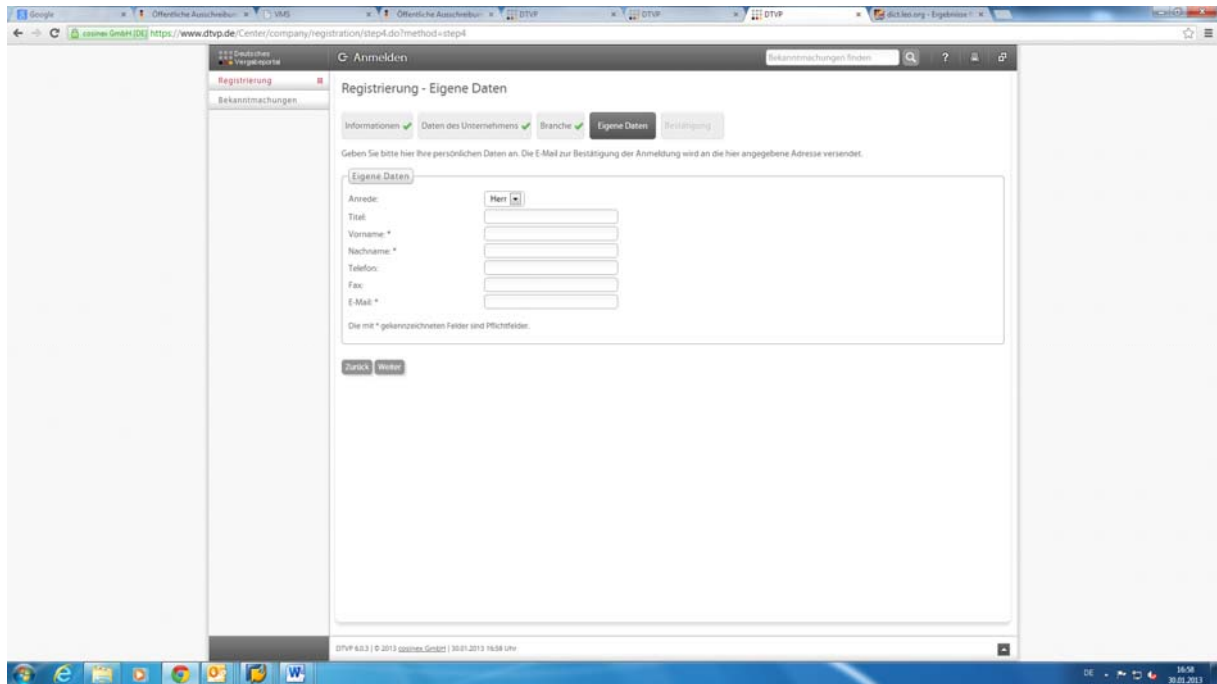 Google
Öffentliche Ausschreibun
VMS
Öffentliche Ausschreibun
DTVP
DTVP
DTVP
dict.leo.org - Ergebnisse f
cosinex GmbH [DE] https://www.dtvp.de/Center/company/registration/step4.do?method=step4
Deutsches
Vergabeportal
Anmelden
Bekanntmachungen finden
?
Registrierung
Bekanntmachungen
Registrierung - Eigene Daten
Informationen
Daten des Unternehmens
Branche
Eigene Daten
Bestätigung
Geben Sie bitte hier Ihre persönlichen Daten an. Die E-Mail zur Bestätigung der Anmeldung wird an die hier angegebene Adresse versendet.
Eigene Daten
Anrede: Herr
Titel:
Vorname: *
Nachname: *
Telefon:
Fax:
E-Mail: *
Die mit * gekennzeichneten Felder sind Pflichtfelder.
Zurück Weiter
DTVP 6.0.3 | © 2013 cosinex GmbH | 30.01.2013 16:58 Uhr
DE
16:58
30.01.2013